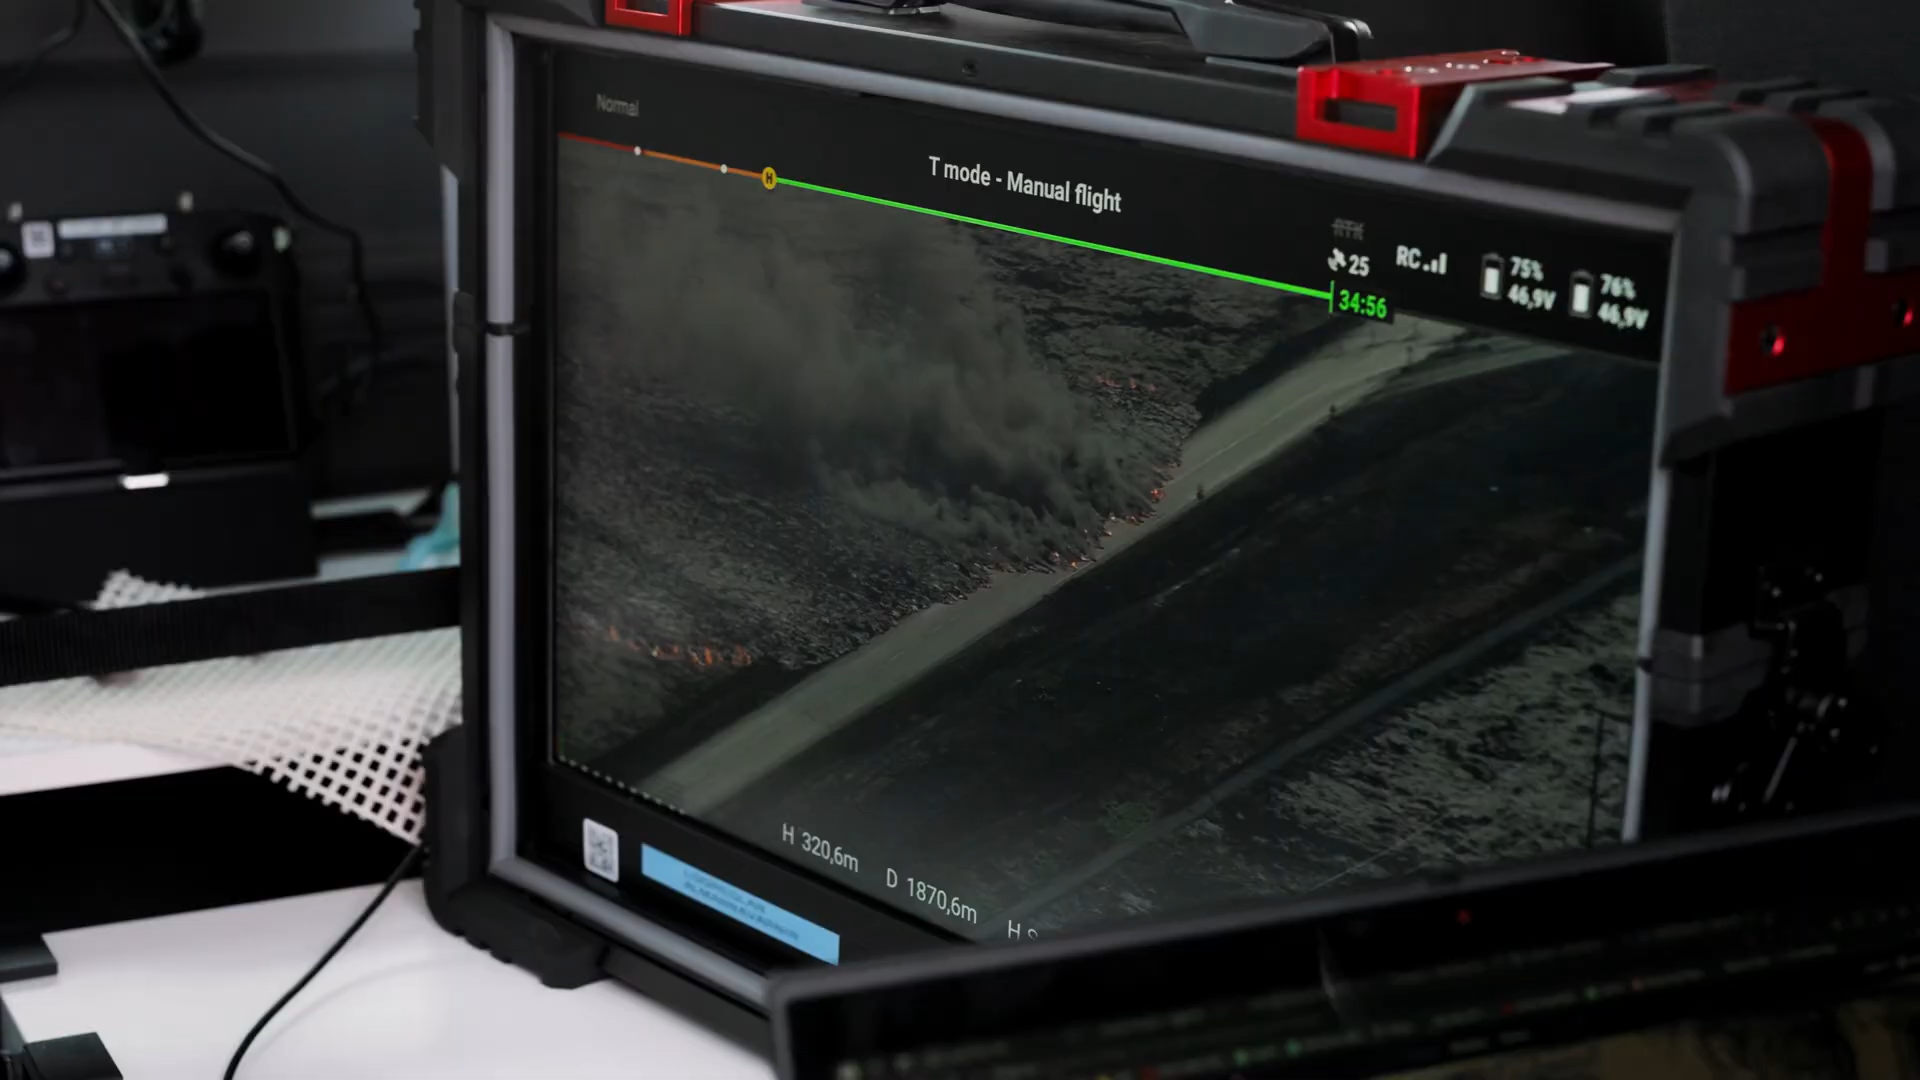 Normal
T mode - Manual flight
H
RTK
25
RC
75%
46,9V
76%
46,9V
34:56
H 320,6m
D 1870,6m
H S